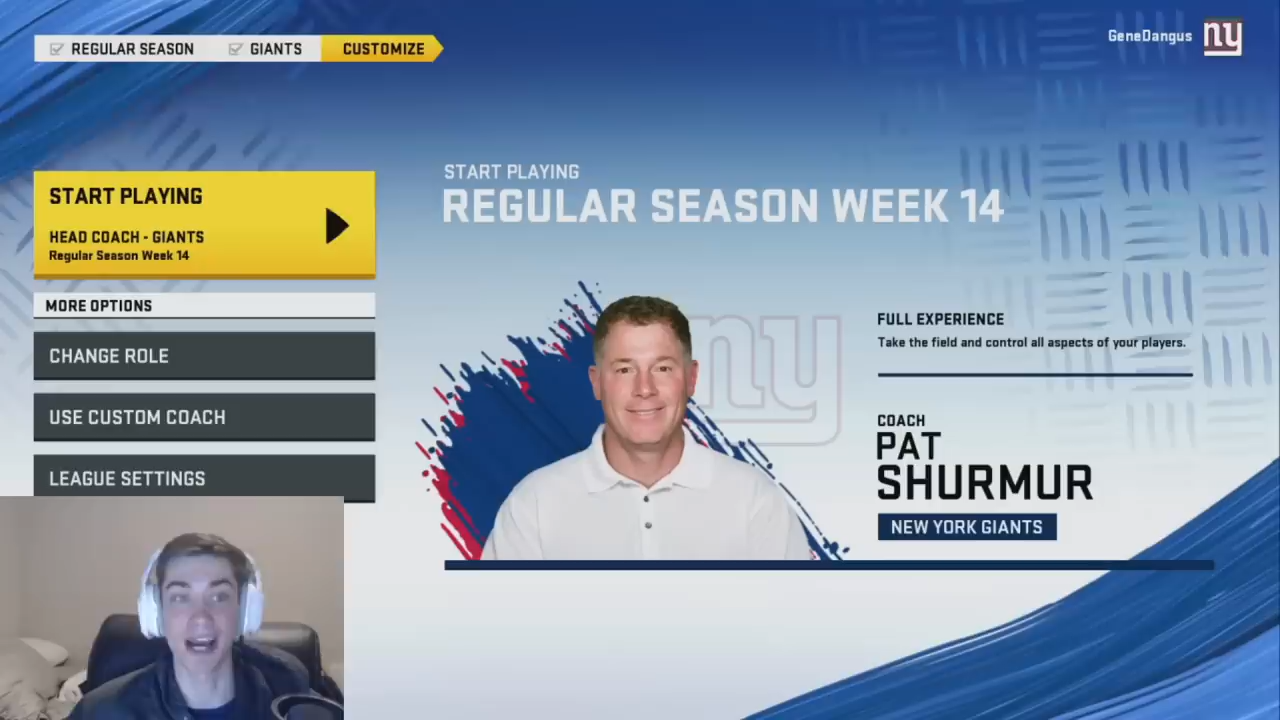 REGULAR SEASON
GIANTS
CUSTOMIZE
GeneDangus
ny
START PLAYING
HEAD COACH - GIANTS
Regular Season Week 14
MORE OPTIONS
CHANGE ROLE
USE CUSTOM COACH
LEAGUE SETTINGS
START PLAYING
REGULAR SEASON WEEK 14
ny
FULL EXPERIENCE
Take the field and control all aspects of your players.
COACH
PAT
SHURMUR
NEW YORK GIANTS